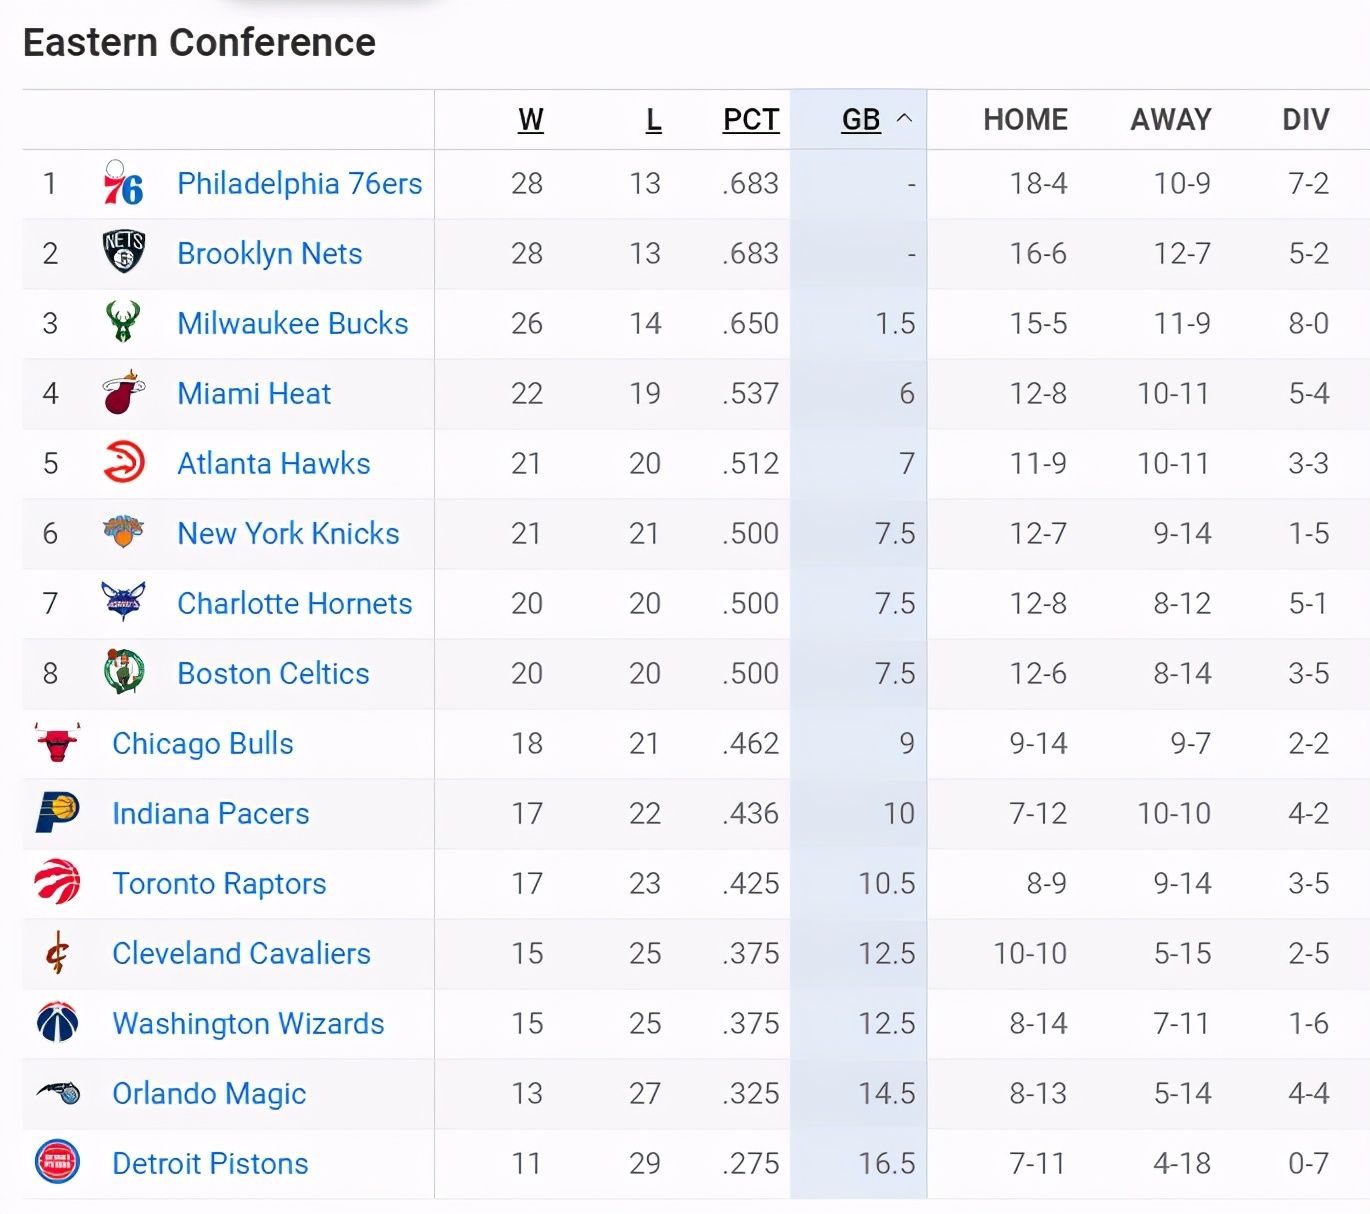 Eastern Conference
W L PCT GB HOME AWAY DIV
1 76 Philadelphia 76ers 28 13 .683 - 18-4 10-9 7-2
2 NETS B Brooklyn Nets 28 13 .683 - 16-6 12-7 5-2
3 Milwaukee Bucks 26 14 .650 1.5 15-5 11-9 8-0
4 Miami Heat 22 19 .537 6 12-8 10-11 5-4
5 Atlanta Hawks 21 20 .512 7 11-9 10-11 3-3
6 New York Knicks 21 21 .500 7.5 12-7 9-14 1-5
7 Charlotte Hornets 20 20 .500 7.5 12-8 8-12 5-1
8 Boston Celtics 20 20 .500 7.5 12-6 8-14 3-5
Chicago Bulls 18 21 .462 9 9-14 9-7 2-2
Indiana Pacers 17 22 .436 10 7-12 10-10 4-2
Toronto Raptors 17 23 .425 10.5 8-9 9-14 3-5
Cleveland Cavaliers 15 25 .375 12.5 10-10 5-15 2-5
Washington Wizards 15 25 .375 12.5 8-14 7-11 1-6
Orlando Magic 13 27 .325 14.5 8-13 5-14 4-4
Detroit Pistons 11 29 .275 16.5 7-11 4-18 0-7